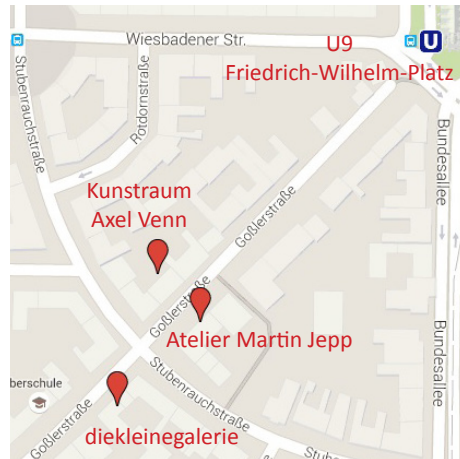 Wiesbadener Str.
U9
U
Friedrich-Wilhelm-Platz
Stubenrauchstraße
Rotdornstraße
Bundesallee
Kunstraum
Axel Venn
Goßlerstraße
Goßlerstraße
Atelier Martin Jepp
Bundesallee
Stubenrauchstraße
berschule
Goßlerstraße
diekleinegalerie
Stube